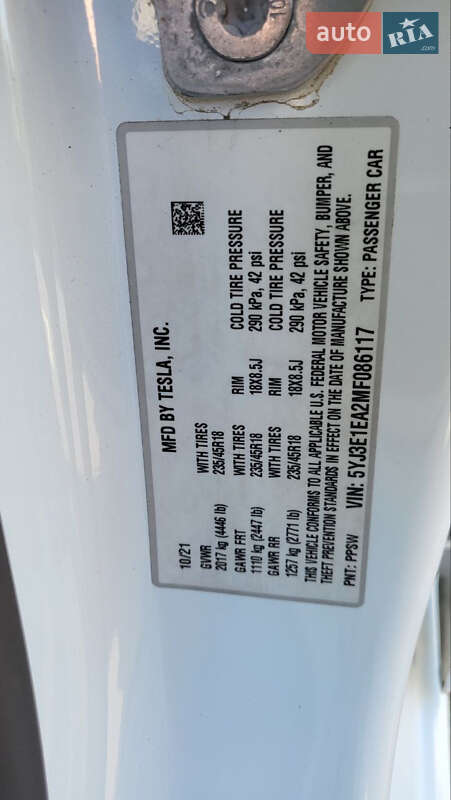 auto RIA.com
MFD BY TESLA, INC.
10/21
GVWR WITH TIRES
2017 kg (4446 lb) 235/45R18
GAWR FRT WITH TIRES RIM COLD TIRE PRESSURE
1110 kg (2447 lb) 235/45R18 18X8.5J 290 kPa, 42 psi
GAWR RR WITH TIRES RIM COLD TIRE PRESSURE
1257 kg (2771 lb) 235/45R18 18X8.5J 290 kPa, 42 psi
THIS VEHICLE CONFORMS TO ALL APPLICABLE U.S. FEDERAL MOTOR VEHICLE SAFETY, BUMPER, AND
THEFT PREVENTION STANDARDS IN EFFECT ON THE DATE OF MANUFACTURE SHOWN ABOVE.
VIN: 5YJ3E1EA2MF086117
PNT: PPSW TYPE: PASSENGER CAR
10